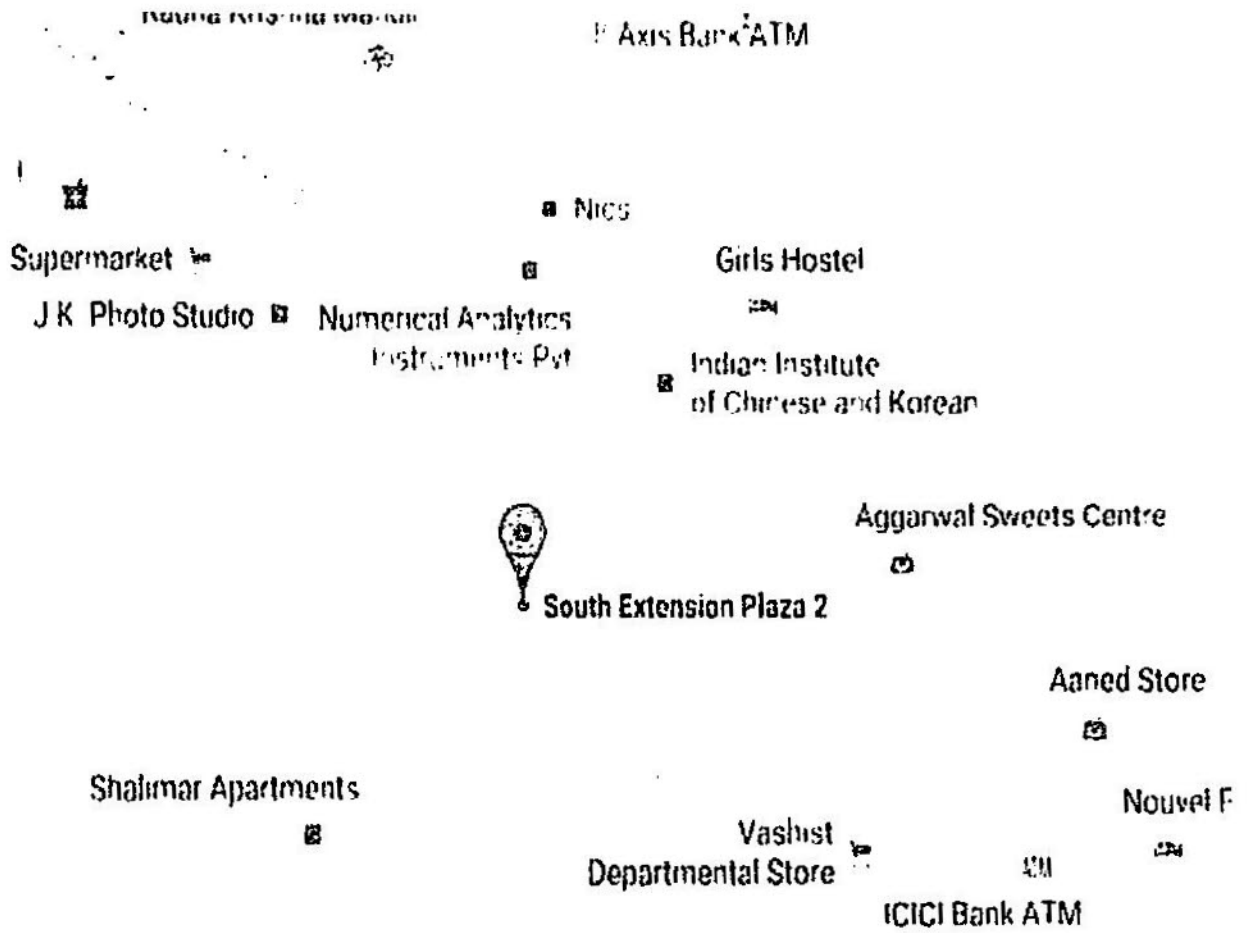 Axis Bank ATM
Nics
Supermarket
Girls Hostel
J K Photo Studio
Numerical Analytics
Instruments Pvt
Indian Institute
of Chinese and Korean
Aggarwal Sweets Centre
South Extension Plaza 2
Aaned Store
Shalimar Apartments
Nouvel F
Vashist
Departmental Store
ATM
ICICI Bank ATM